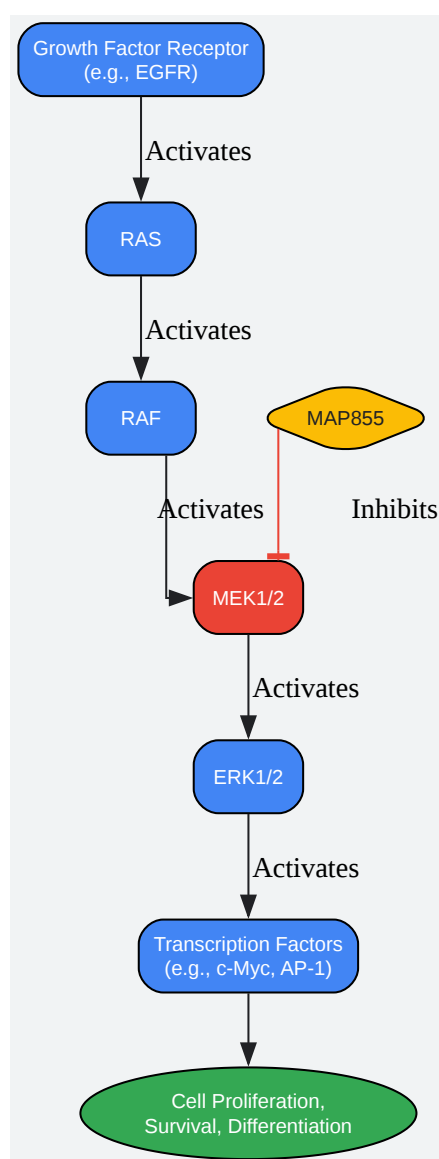 Growth Factor Receptor
(e.g., EGFR)
Activates
RAS
Activates
RAF
MAP855
Activates
Inhibits
MEK1/2
Activates
ERK1/2
Activates
Transcription Factors
(e.g., c-Myc, AP-1)
Cell Proliferation,
Survival, Differentiation